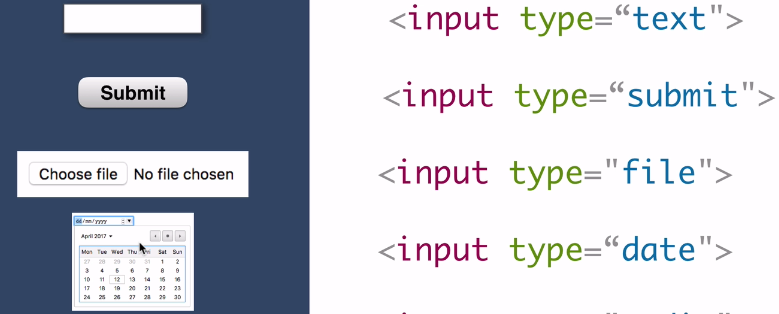 <input type=“text">
Submit
<input type=“submit">
Choose file No file chosen
<input type="file">
dd/mm/yyyy
<input type=“date">
April 2017
Mon Tue Wed Thu Fri Sat Sun
27 28 29 30 31 1 2
3 4 5 6 7 8 9
10 11 12 13 14 15 16
17 18 19 20 21 22 23
24 25 26 27 28 29 30